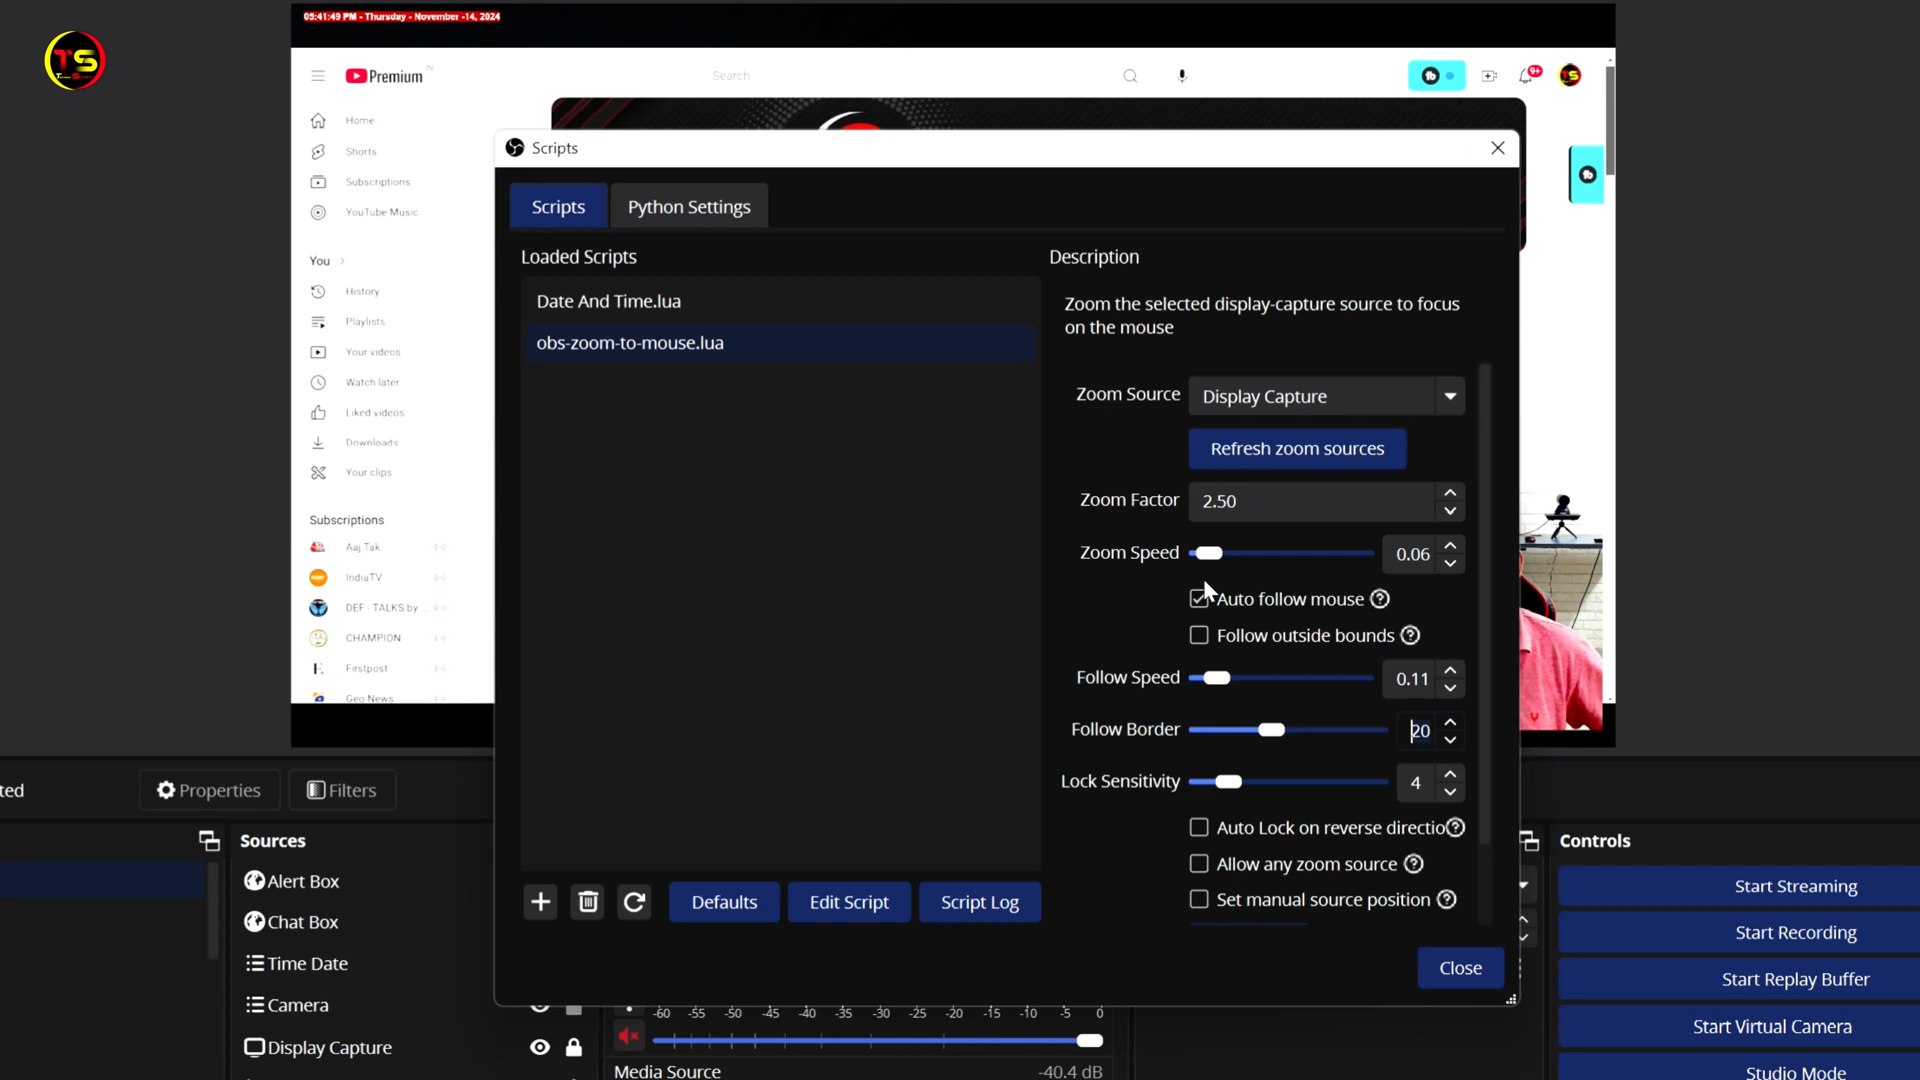 05:41:49 PM - Thursday - November -14, 2024
TS
Premium
IN
Search
9+
TS
Home
Shorts
Subscriptions
YouTube Music
You
History
Playlists
Your videos
Watch later
Liked videos
Downloads
Your clips
Subscriptions
Aaj Tak
IndiaTV
DEF - TALKS by ...
CHAMPION
Firstpost
Geo News
Scripts
Scripts
Python Settings
Loaded Scripts
Date And Time.lua
obs-zoom-to-mouse.lua
Description
Zoom the selected display-capture source to focus
on the mouse
Zoom Source
Display Capture
Refresh zoom sources
Zoom Factor
2.50
Zoom Speed
0.06
Auto follow mouse ?
Follow outside bounds ?
Follow Speed
0.11
Follow Border
20
Lock Sensitivity
4
Auto Lock on reverse directio ?
Allow any zoom source ?
Set manual source position ?
Defaults
Edit Script
Script Log
Close
ted
Properties
Filters
Sources
Alert Box
Chat Box
Time Date
Camera
Display Capture
-60 -55 -50 -45 -40 -35 -30 -25 -20 -15 -10 -5 0
Media Source
-40.4 dB
Controls
Start Streaming
Start Recording
Start Replay Buffer
Start Virtual Camera
Studio Mode